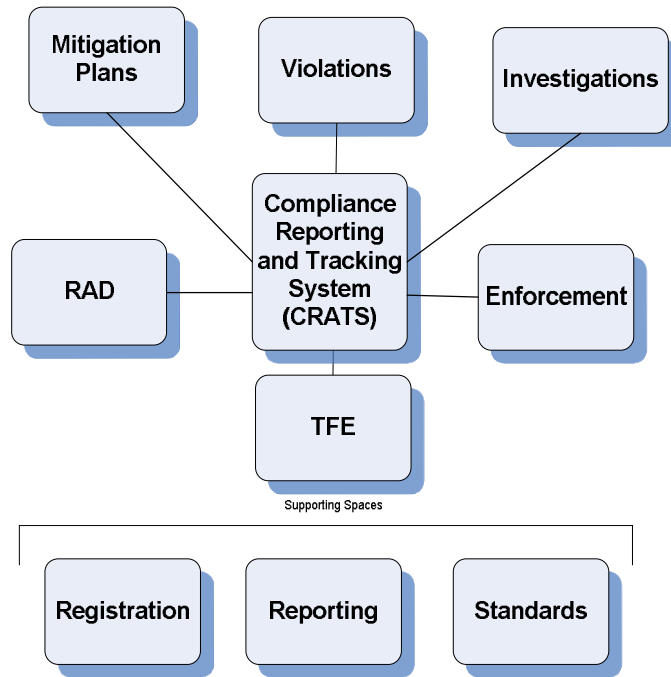 Mitigation
Plans
Violations
Investigations
Compliance
Reporting
and Tracking
System
(CRATS)
RAD
Enforcement
TFE
Supporting Spaces
Registration
Reporting
Standards